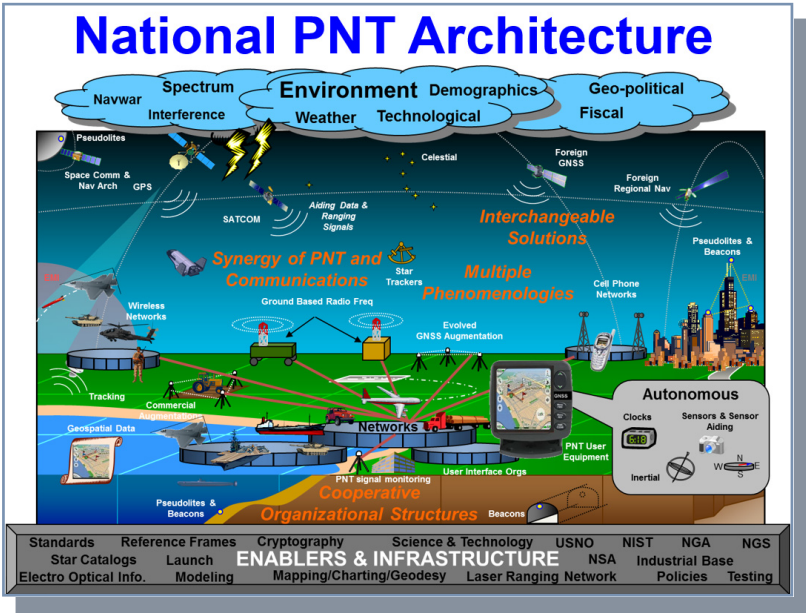 National PNT Architecture
Spectrum
Environment
Demographics
Geo-political
Navwar
Interference
Weather
Technological
Fiscal
Pseudolites
Space Comm &
Nav Arch
GPS
SATCOM
Aiding Data &
Ranging
Signals
Celestial
Foreign
GNSS
Foreign
Regional Nav
Interchangeable
Solutions
Synergy of PNT and
Communications
Star
Trackers
Multiple
Phenomenologies
Pseudolites &
Beacons
EMI
EMI
Cell Phone
Networks
Wireless
Networks
Ground Based Radio Freq
Evolved
GNSS Augmentation
Tracking
Commercial
Augmentation
Geospatial Data
Networks
GNSS
PNT User
Equipment
Autonomous
Clocks
Sensors & Sensor
Aiding
6:18
Inertial
N
W
E
S
PNT signal monitoring
User Interface Orgs
Cooperative
Organizational Structures
Pseudolites &
Beacons
Beacons
Standards
Reference Frames
Cryptography
Science & Technology
USNO
NIST
NGA
NGS
Star Catalogs
Launch
ENABLERS & INFRASTRUCTURE
NSA
Industrial Base
Electro Optical Info.
Modeling
Mapping/Charting/Geodesy
Laser Ranging Network
Policies
Testing